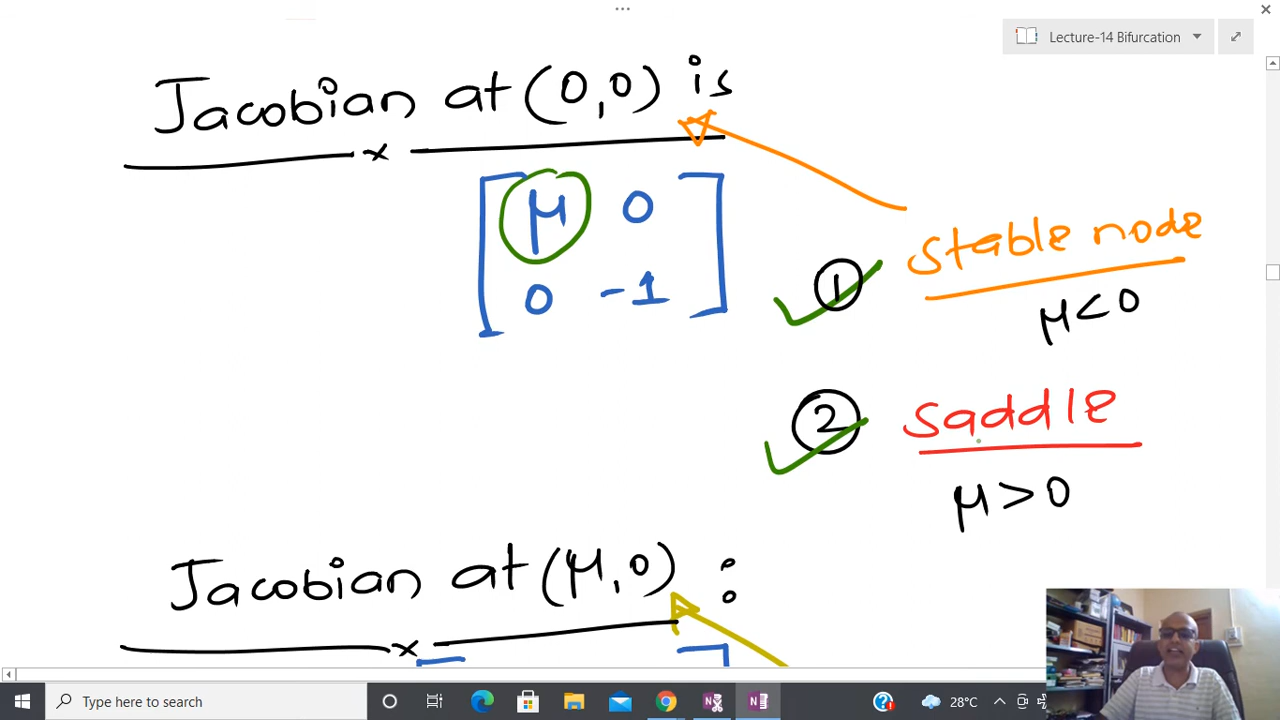 Lecture-14 Bifurcation
Jacobian at (0,0) is
[ μ 0
0 -1 ]
① stable node
μ<0
② saddle
μ>0
Jacobian at (μ,0) :
Type here to search
28°C